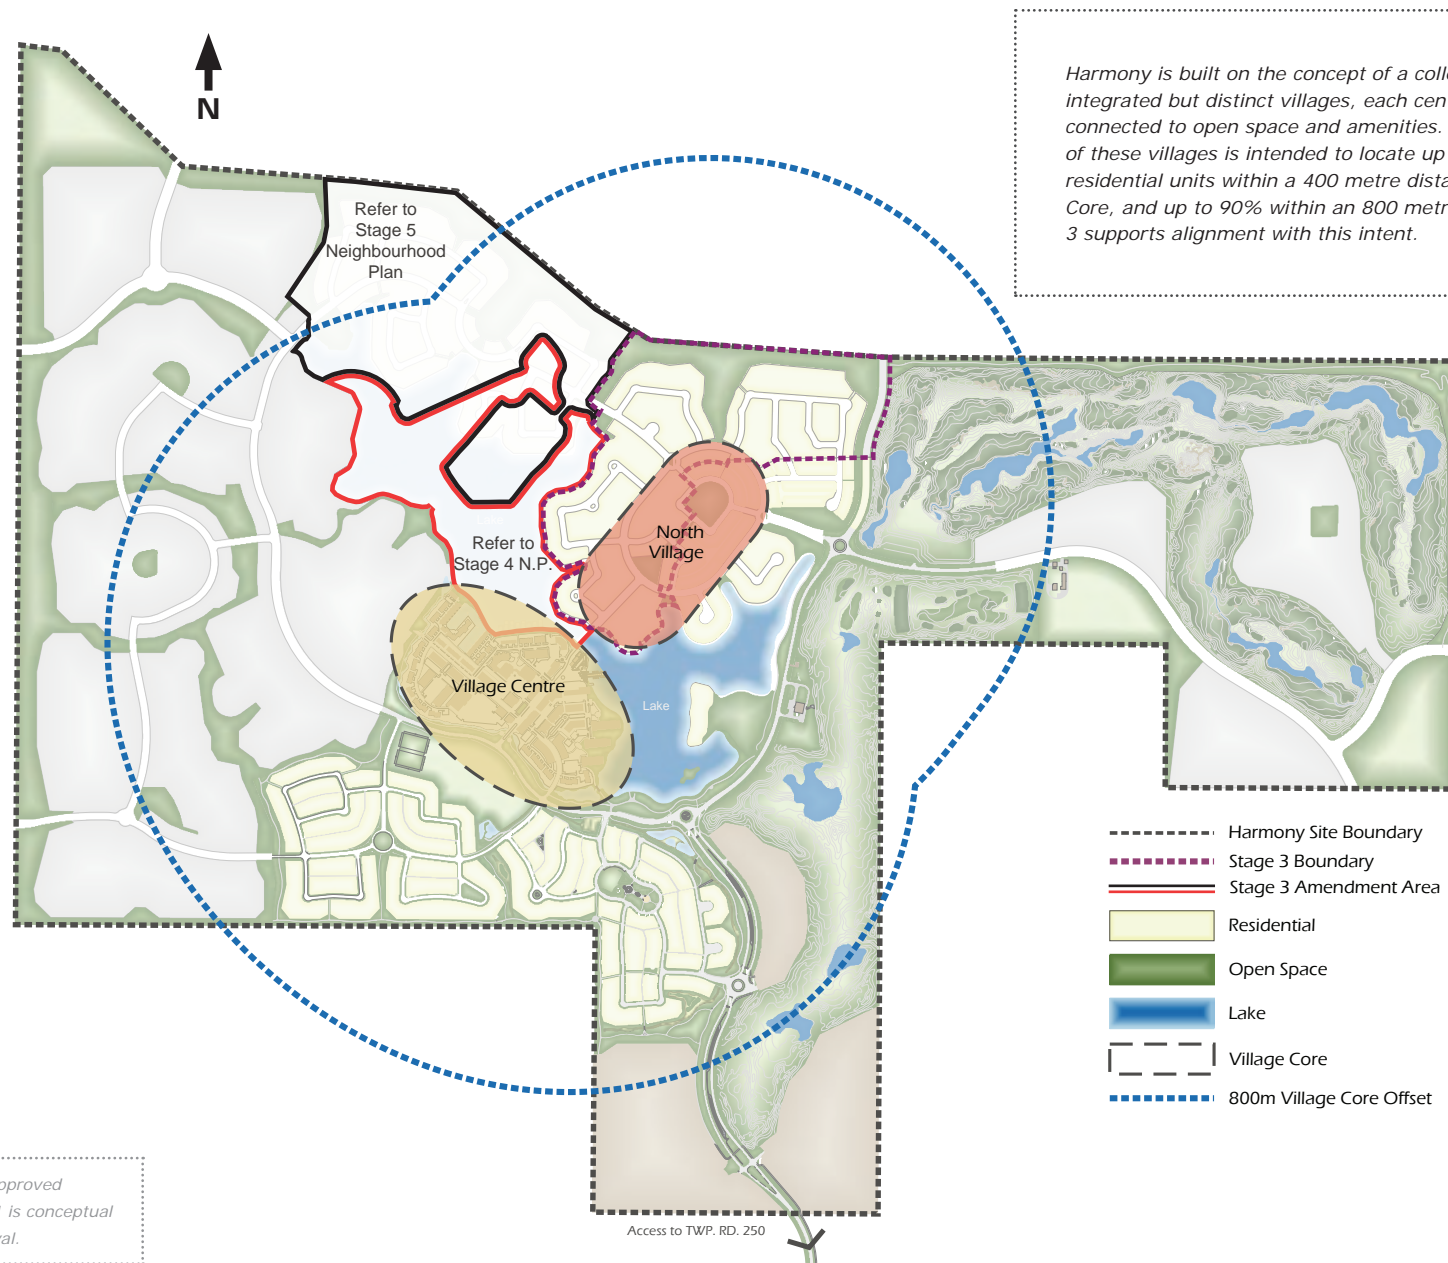 Harmony is built on the concept of a colle
integrated but distinct villages, each cen
connected to open space and amenities.
of these villages is intended to locate up
residential units within a 400 metre dista
Core, and up to 90% within an 800 metr
3 supports alignment with this intent.
N
Refer to
Stage 5
Neighbourhood
Plan
Lake
Refer to
Stage 4 N.P.
North
Village
Village Centre
Lake
Harmony Site Boundary
Stage 3 Boundary
Stage 3 Amendment Area
Residential
Open Space
Lake
Village Core
800m Village Core Offset
pproved
is conceptual
val.
Access to TWP. RD. 250